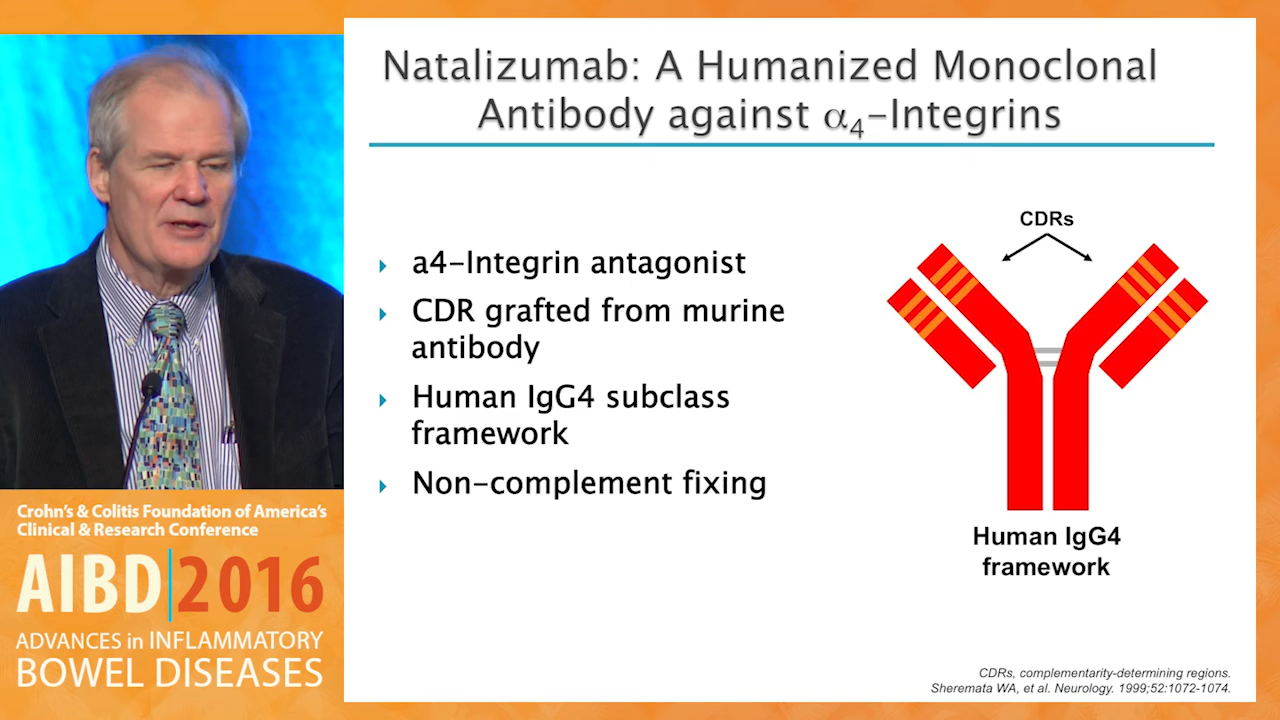 Natalizumab: A Humanized Monoclonal
Antibody against α₄-Integrins
a4-Integrin antagonist
CDR grafted from murine
antibody
Human IgG4 subclass
framework
Non-complement fixing
CDRs
Human IgG4
framework
CDRs, complementarity-determining regions.
Sheremata WA, et al. Neurology. 1999;52:1072-1074.
Crohn's & Colitis Foundation of America's
Clinical & Research Conference
AIBD|2016
ADVANCES in INFLAMMATORY
BOWEL DISEASES